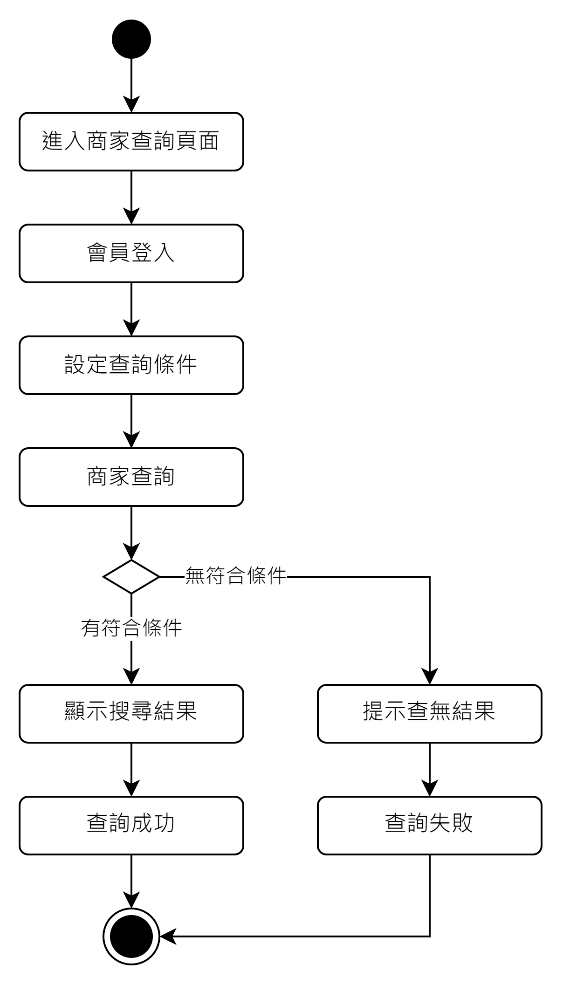 進入商家查詢頁面
會員登入
設定查詢條件
商家查詢
無符合條件
有符合條件
顯示搜尋結果
提示查無結果
查詢成功
查詢失敗